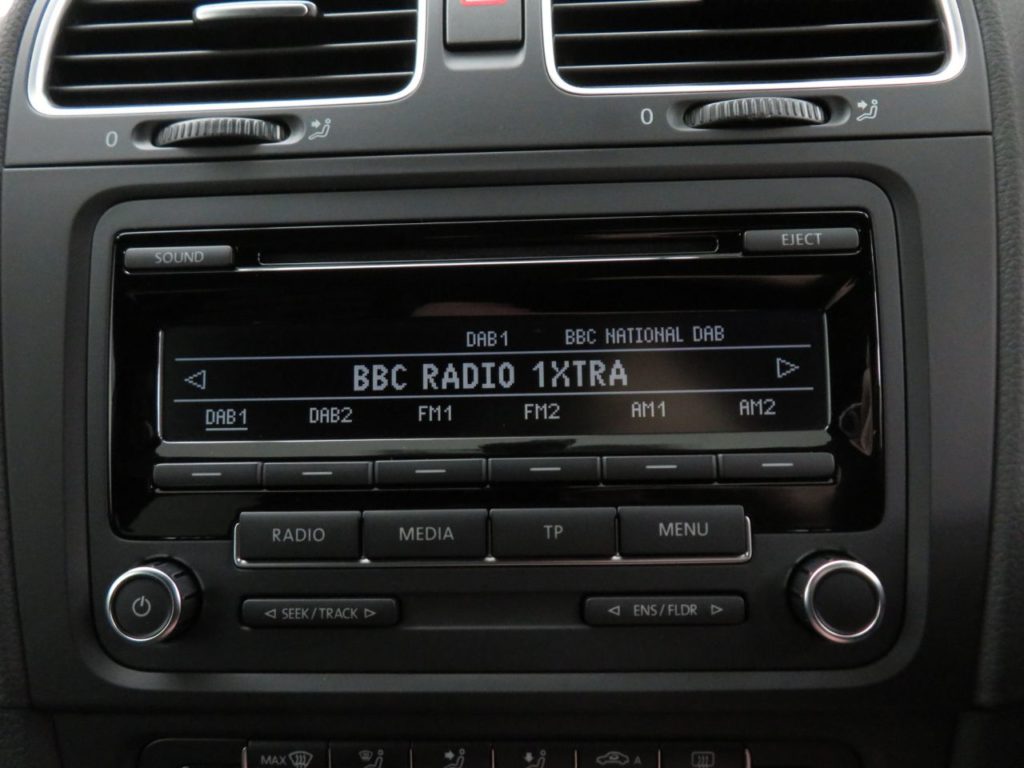 0
0
SOUND
EJECT
DAB1 BBC NATIONAL DAB
BBC RADIO 1XTRA
DAB1 DAB2 FM1 FM2 AM1 AM2
RADIO MEDIA TP MENU
SEEK/TRACK
ENS/FLDR
MAX A